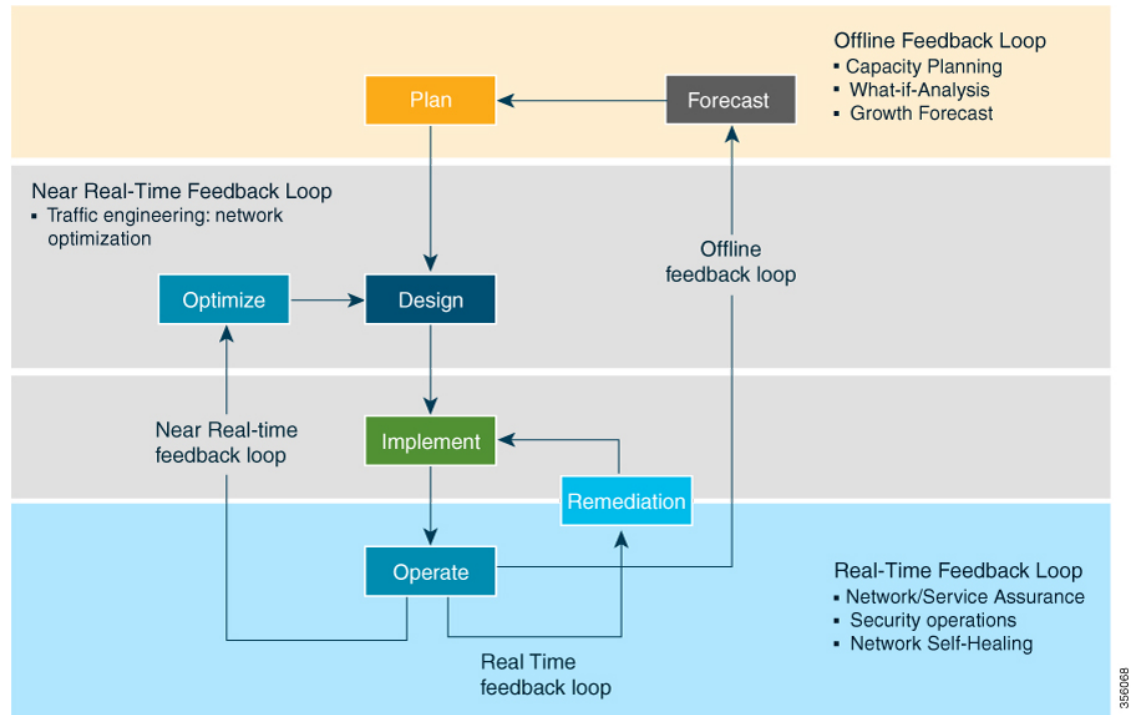 Offline Feedback Loop
▪ Capacity Planning
▪ What-if-Analysis
▪ Growth Forecast
Plan
Forecast
Near Real-Time Feedback Loop
▪ Traffic engineering: network
optimization
Offline
feedback loop
Optimize
Design
Near Real-time
feedback loop
Implement
Remediation
Operate
Real-Time Feedback Loop
▪ Network/Service Assurance
▪ Security operations
▪ Network Self-Healing
Real Time
feedback loop
356068